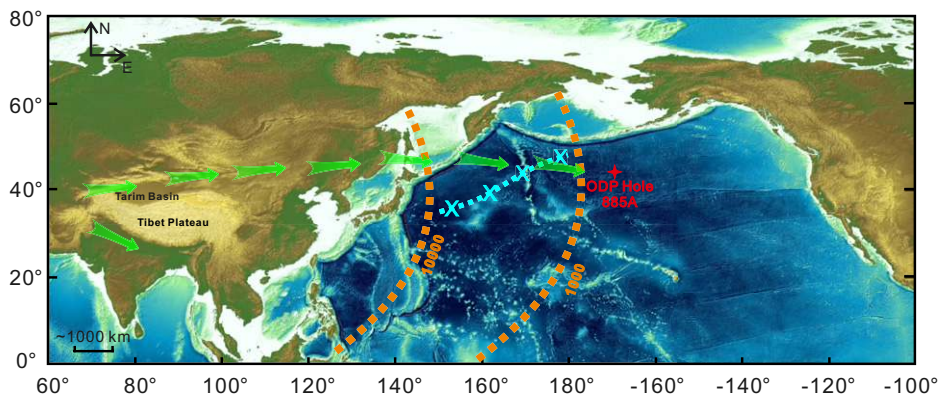 80°
N
E
60°
40°
Tarim Basin
Tibet Plateau
ODP Hole
885A
X X X X
10000
1000
20°
~1000 km
0°
60° 80° 100° 120° 140° 160° 180° -160° -140° -120° -100°